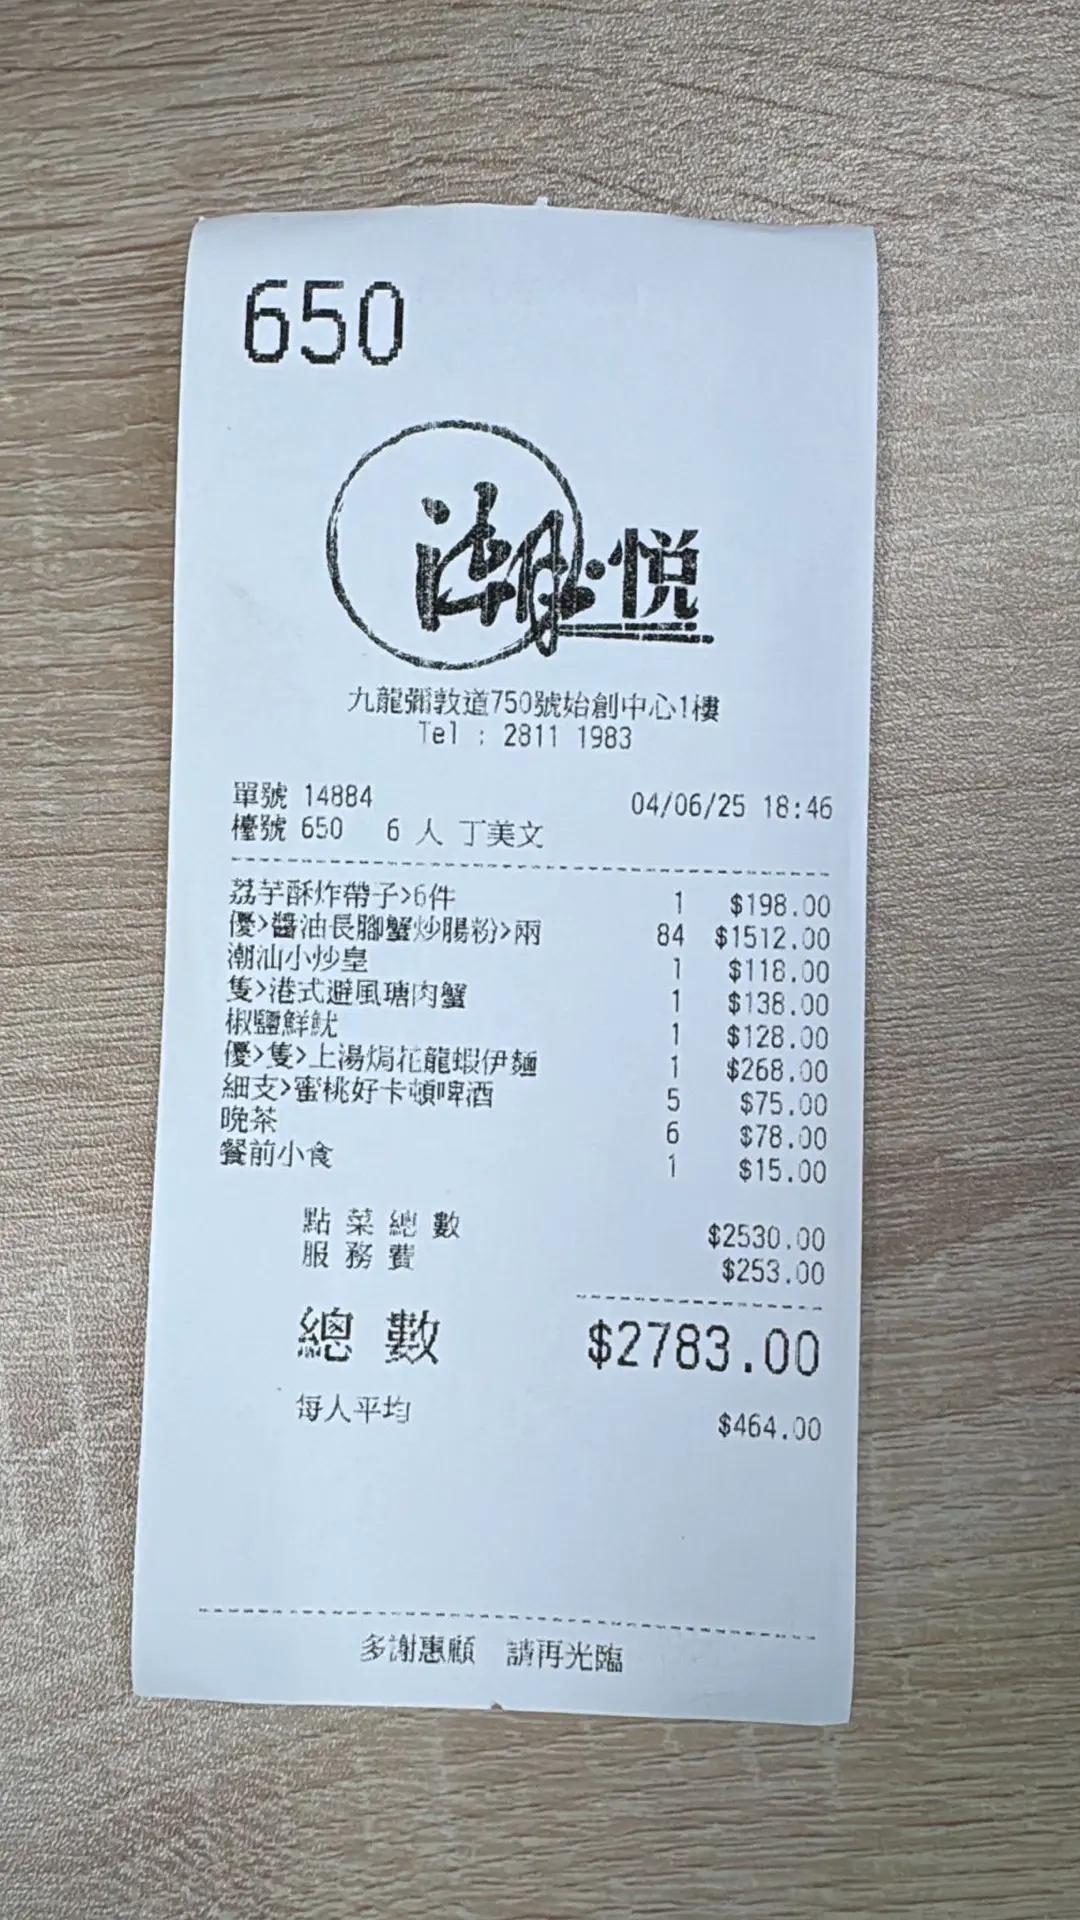 650
潮悅
九龍彌敦道750號始創中心1樓
Tel : 2811 1983
單號 14884 04/06/25 18:46
檯號 650 6 人 丁美文
荔芋酥炸帶子>6件 1 $198.00
優>醬油長腳蟹炒腸粉>兩 84 $1512.00
潮汕小炒皇 1 $118.00
隻>港式避風塘肉蟹 1 $138.00
椒鹽鮮魷 1 $128.00
優>隻>上湯焗花龍蝦伊麵 1 $268.00
細支>蜜桃好卡頓啤酒 5 $75.00
晚茶 6 $78.00
餐前小食 1 $15.00
點菜總數 $2530.00
服務費 $253.00
總數 $2783.00
每人平均 $464.00
多謝惠顧 請再光臨